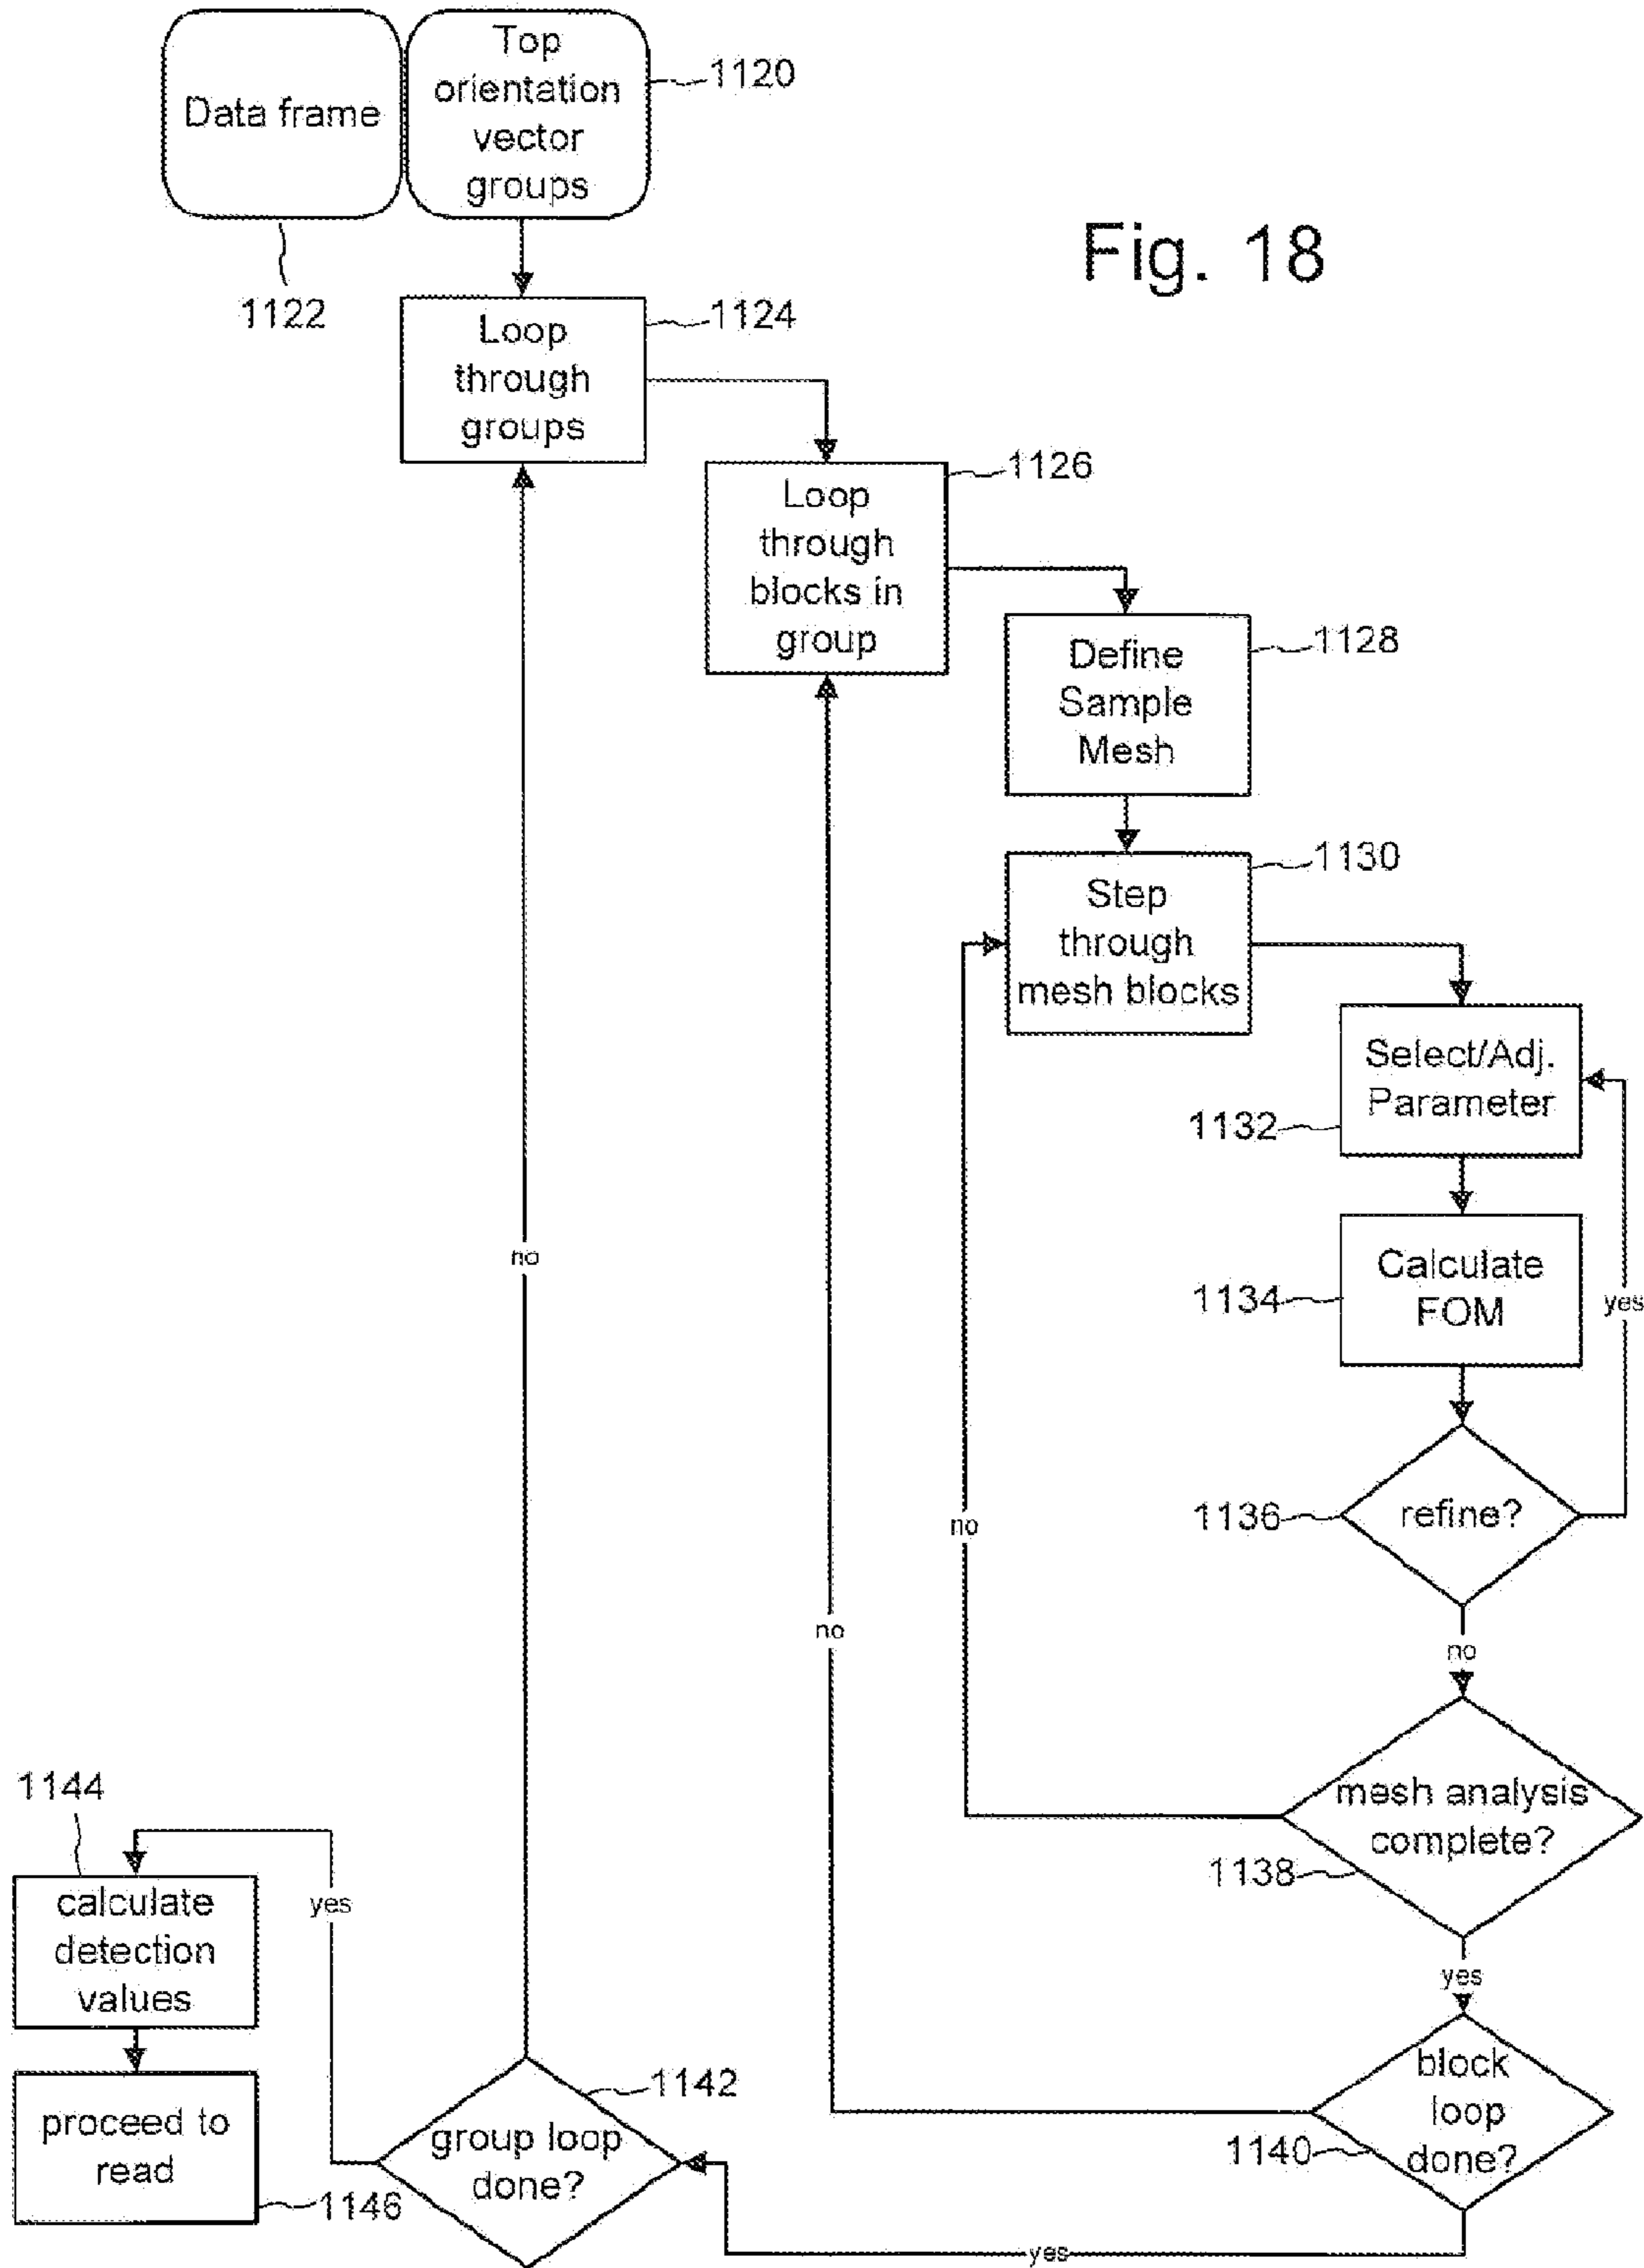 Data frame
Top
orientation
vector
groups
1120
1122
Fig. 18
Loop
through
groups
1124
Loop
through
blocks in
group
1126
Define
Sample
Mesh
1128
Step
through
mesh blocks
1130
Select/Adj.
Parameter
1132
Calculate
FOM
1134
yes
refine?
1136
no
mesh analysis
complete?
1138
no
yes
block
loop
done?
1140
no
yes
group loop
done?
1142
no
yes
calculate
detection
values
1144
proceed to
read
1146